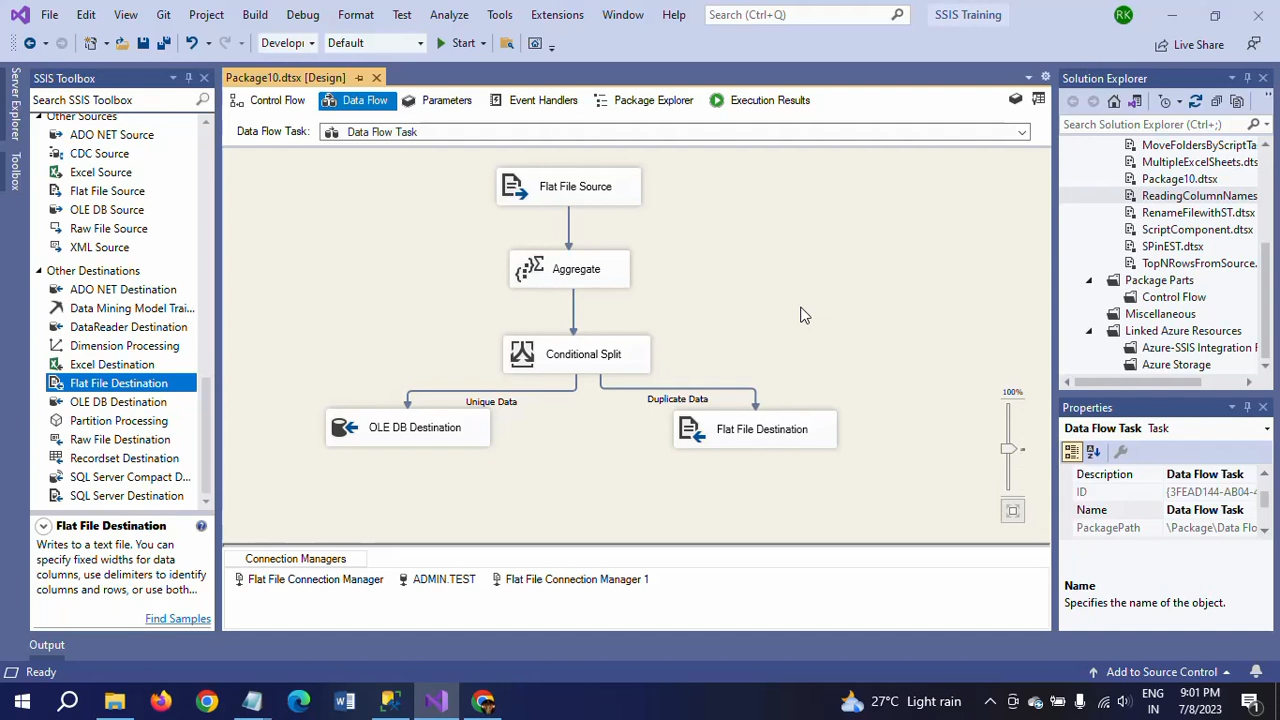 File Edit View Git Project Build Debug Format Test Analyze Tools Extensions Window Help Search (Ctrl+Q) SSIS Training RK
Developi Default Start Live Share
SSIS Toolbox
Search SSIS Toolbox
Server Explorer
Toolbox
Other Sources
ADO NET Source
CDC Source
Excel Source
Flat File Source
OLE DB Source
Raw File Source
XML Source
Other Destinations
ADO NET Destination
Data Mining Model Trai...
DataReader Destination
Dimension Processing
Excel Destination
Flat File Destination
OLE DB Destination
Partition Processing
Raw File Destination
Recordset Destination
SQL Server Compact D...
SQL Server Destination
Flat File Destination
Writes to a text file. You can
specify fixed widths for data
columns, use delimiters to identify
columns and rows, or use both...
Find Samples
Package10.dtsx [Design]
Control Flow Data Flow Parameters Event Handlers Package Explorer Execution Results
Data Flow Task: Data Flow Task
Flat File Source
Aggregate
Conditional Split
Unique Data Duplicate Data
OLE DB Destination Flat File Destination
100%
Connection Managers
Flat File Connection Manager ADMIN.TEST Flat File Connection Manager 1
Solution Explorer
Search Solution Explorer (Ctrl+;)
MoveFoldersByScriptTa
MultipleExcelSheets.dts
Package10.dtsx
ReadingColumnNames
RenameFilewithST.dtsx
ScriptComponent.dtsx
SPinEST.dtsx
TopNRowsFromSource.
Package Parts
Control Flow
Miscellaneous
Linked Azure Resources
Azure-SSIS Integration F
Azure Storage
Properties
Data Flow Task Task
Description Data Flow Task
ID {3FEAD144-AB04-4
Name Data Flow Task
PackagePath \Package\Data Flo
Name
Specifies the name of the object.
Output
Ready Add to Source Control
27°C Light rain ENG IN 9:01 PM 7/8/2023 1